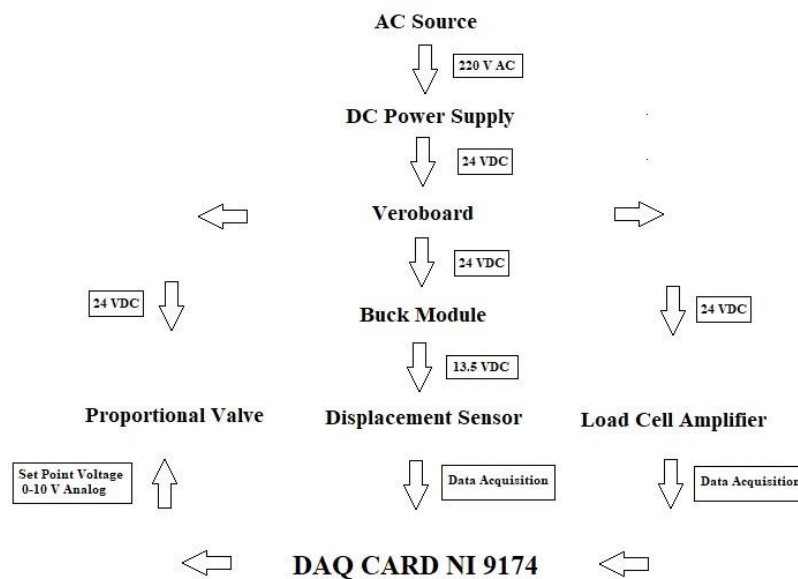 AC Source
220 V AC
DC Power Supply
24 VDC
Veroboard
24 VDC
24 VDC
24 VDC
Buck Module
13.5 VDC
Proportional Valve
Displacement Sensor
Load Cell Amplifier
Set Point Voltage
0-10 V Analog
Data Acquisition
Data Acquisition
DAQ CARD NI 9174